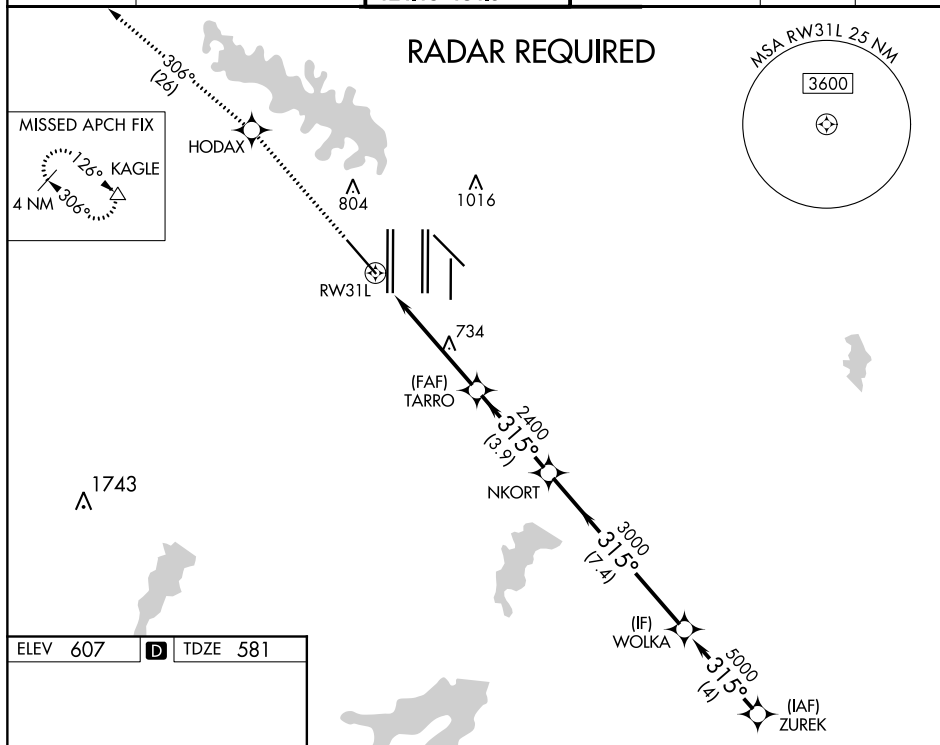 RADAR REQUIRED
MSA RW31L 25 NM
3600
306°
(26)
HODAX
MISSED APCH FIX
126°
KAGLE
4 NM
306°
804
1016
RW31L
734
(FAF)
TARRO
2400
315°
(3.9)
NKORT
1743
3000
315°
(7.4)
(IF)
WOLKA
5000
315°
(4)
(IAF)
ZUREK
ELEV 607 D TDZE 581